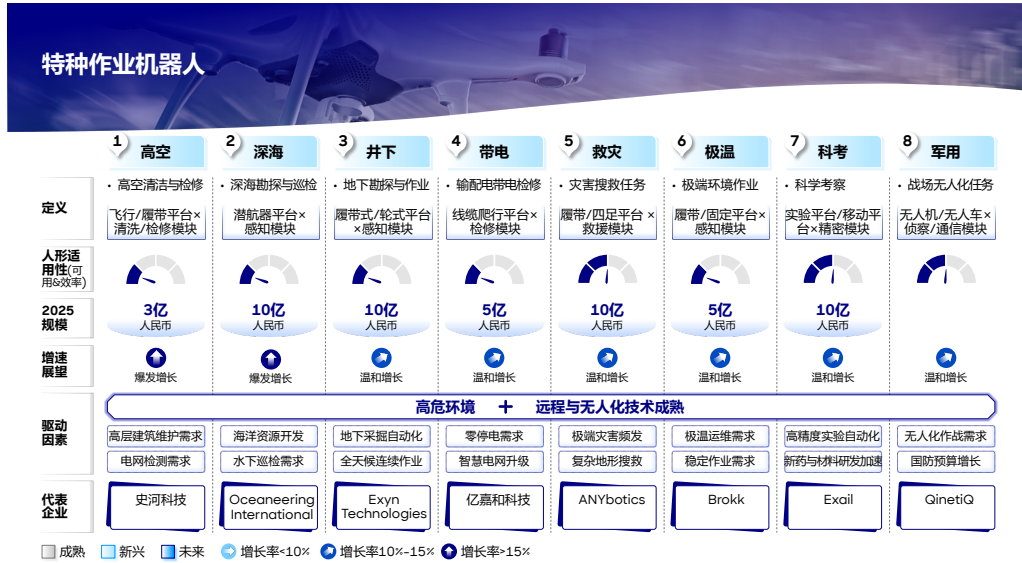 特种作业机器人
1 高空
2 深海
3 井下
4 带电
5 救灾
6 极温
7 科考
8 军用
定义
· 高空清洁与检修
· 深海勘探与巡检
· 地下勘探与作业
· 输配电带电检修
· 灾害搜救任务
· 极端环境作业
· 科学考察
· 战场无人化任务
飞行/履带平台×
清洗/检修模块
潜航器平台×
感知模块
履带式/轮式平台
×感知模块
线缆爬行平台×
检修模块
履带/四足平台 ×
救援模块
履带/固定平台×
感知模块
实验平台/移动平
台×精密模块
无人机/无人车×
侦察/通信模块
人形适
用性(可
用&效率)
2025
规模
3亿
人民币
10亿
人民币
10亿
人民币
5亿
人民币
10亿
人民币
5亿
人民币
10亿
人民币
增速
展望
爆发增长
爆发增长
温和增长
温和增长
温和增长
温和增长
温和增长
温和增长
驱动
因素
高危环境 + 远程与无人化技术成熟
高层建筑维护需求
海洋资源开发
地下采掘自动化
零停电需求
极端灾害频发
极温运维需求
高精度实验自动化
无人化作战需求
电网检测需求
水下巡检需求
全天候连续作业
智慧电网升级
复杂地形搜救
稳定作业需求
新药与材料研发加速
国防预算增长
代表
企业
史河科技
Oceaneering
International
Exyn
Technologies
亿嘉和科技
ANYbotics
Brokk
Exail
QinetiQ
成熟 新兴 未来 增长率<10% 增长率10%-15% 增长率>15%